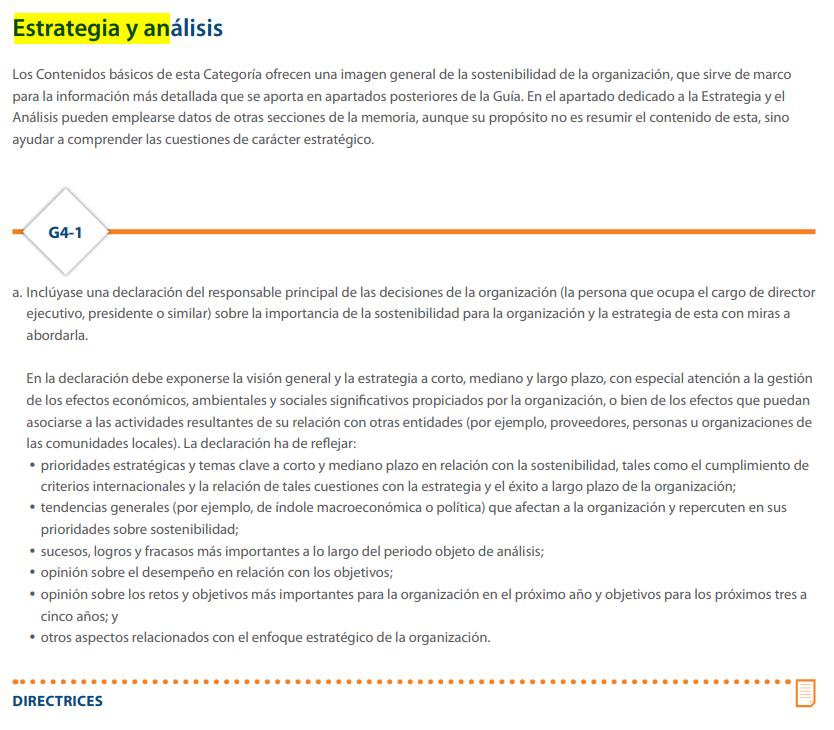 Estrategia y análisis
Los Contenidos básicos de esta Categoría ofrecen una imagen general de la sostenibilidad de la organización, que sirve de marco
para la información más detallada que se aporta en apartados posteriores de la Guía. En el apartado dedicado a la Estrategia y el
Análisis pueden emplearse datos de otras secciones de la memoria, aunque su propósito no es resumir el contenido de esta, sino
ayudar a comprender las cuestiones de carácter estratégico.
G4-1
a. Inclúyase una declaración del responsable principal de las decisiones de la organización (la persona que ocupa el cargo de director
ejecutivo, presidente o similar) sobre la importancia de la sostenibilidad para la organización y la estrategia de esta con miras a
abordarla.
En la declaración debe exponerse la visión general y la estrategia a corto, mediano y largo plazo, con especial atención a la gestión
de los efectos económicos, ambientales y sociales significativos propiciados por la organización, o bien de los efectos que puedan
asociarse a las actividades resultantes de su relación con otras entidades (por ejemplo, proveedores, personas u organizaciones de
las comunidades locales). La declaración ha de reflejar:
• prioridades estratégicas y temas clave a corto y mediano plazo en relación con la sostenibilidad, tales como el cumplimiento de
criterios internacionales y la relación de tales cuestiones con la estrategia y el éxito a largo plazo de la organización;
• tendencias generales (por ejemplo, de índole macroeconómica o política) que afectan a la organización y repercuten en sus
prioridades sobre sostenibilidad;
• sucesos, logros y fracasos más importantes a lo largo del periodo objeto de análisis;
• opinión sobre el desempeño en relación con los objetivos;
• opinión sobre los retos y objetivos más importantes para la organización en el próximo año y objetivos para los próximos tres a
cinco años; y
• otros aspectos relacionados con el enfoque estratégico de la organización.
DIRECTRICES